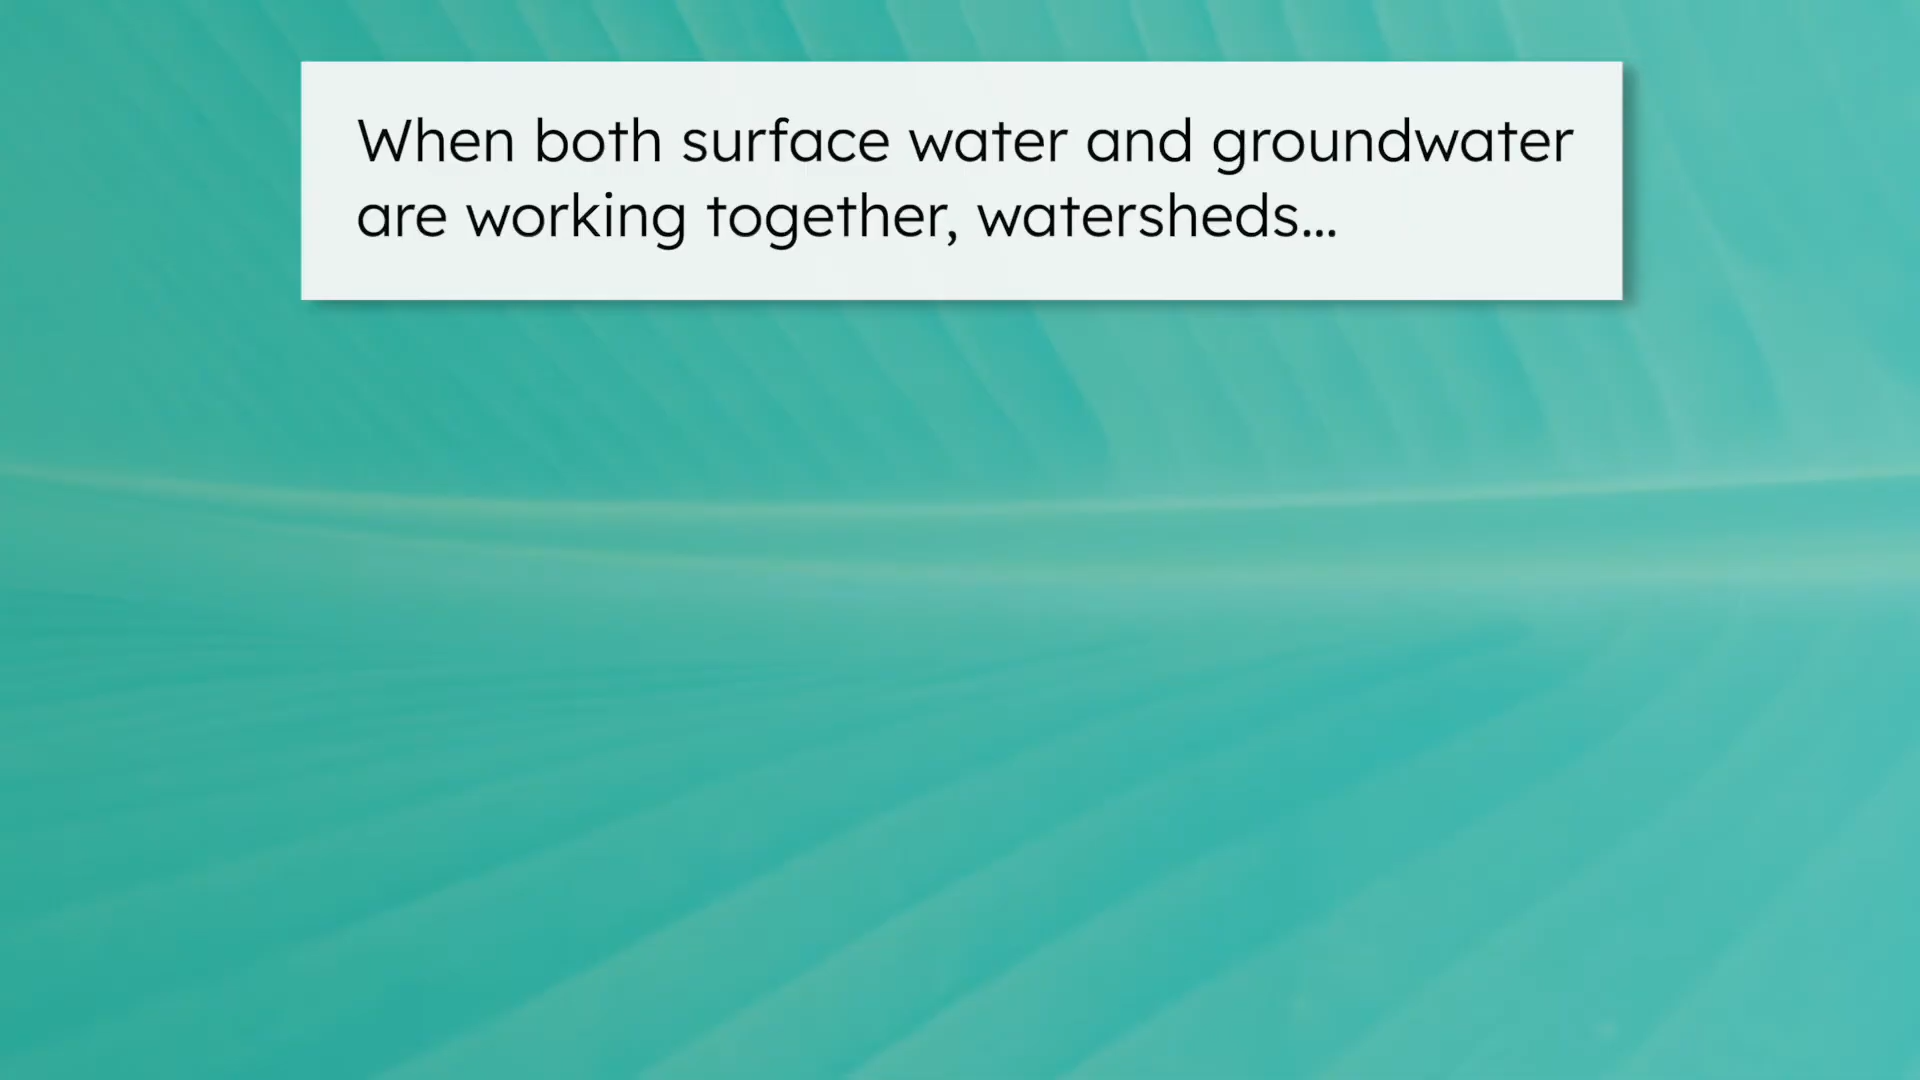 When both surface water and groundwater
are working together, watersheds...